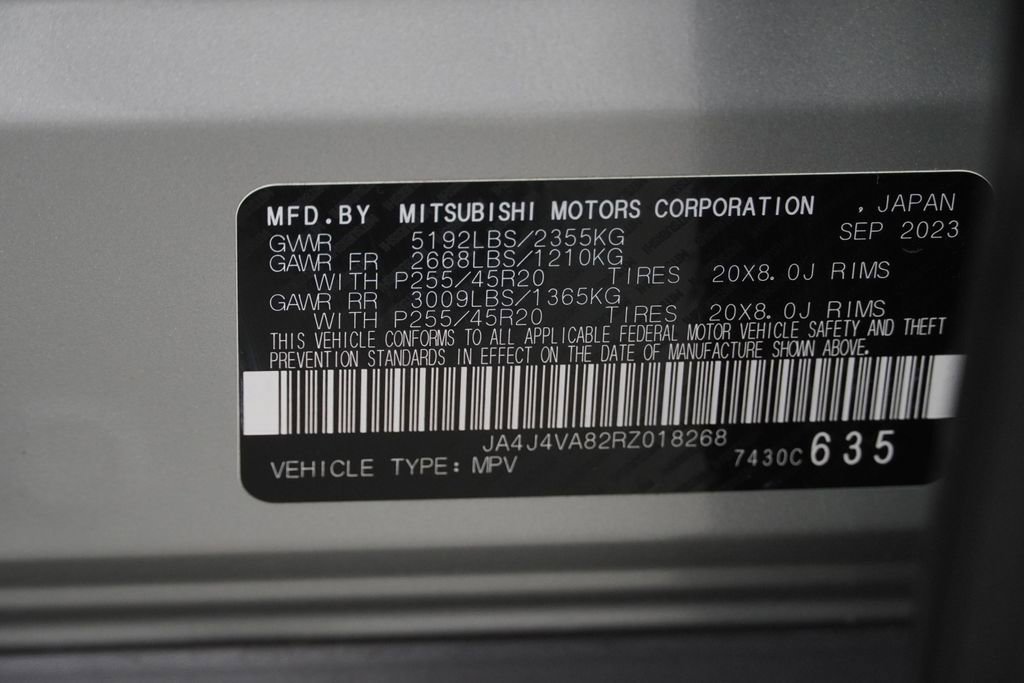 MFD.BY MITSUBISHI MOTORS CORPORATION , JAPAN
GVWR 5192LBS/2355KG SEP 2023
GAWR FR 2668LBS/1210KG
WITH P255/45R20 TIRES 20X8.0J RIMS
GAWR RR 3009LBS/1365KG
WITH P255/45R20 TIRES 20X8.0J RIMS
THIS VEHICLE CONFORMS TO ALL APPLICABLE FEDERAL MOTOR VEHICLE SAFETY AND THEFT
PREVENTION STANDARDS IN EFFECT ON THE DATE OF MANUFACTURE SHOWN ABOVE.
JA4J4VA82RZ018268
VEHICLE TYPE: MPV 7430C 635